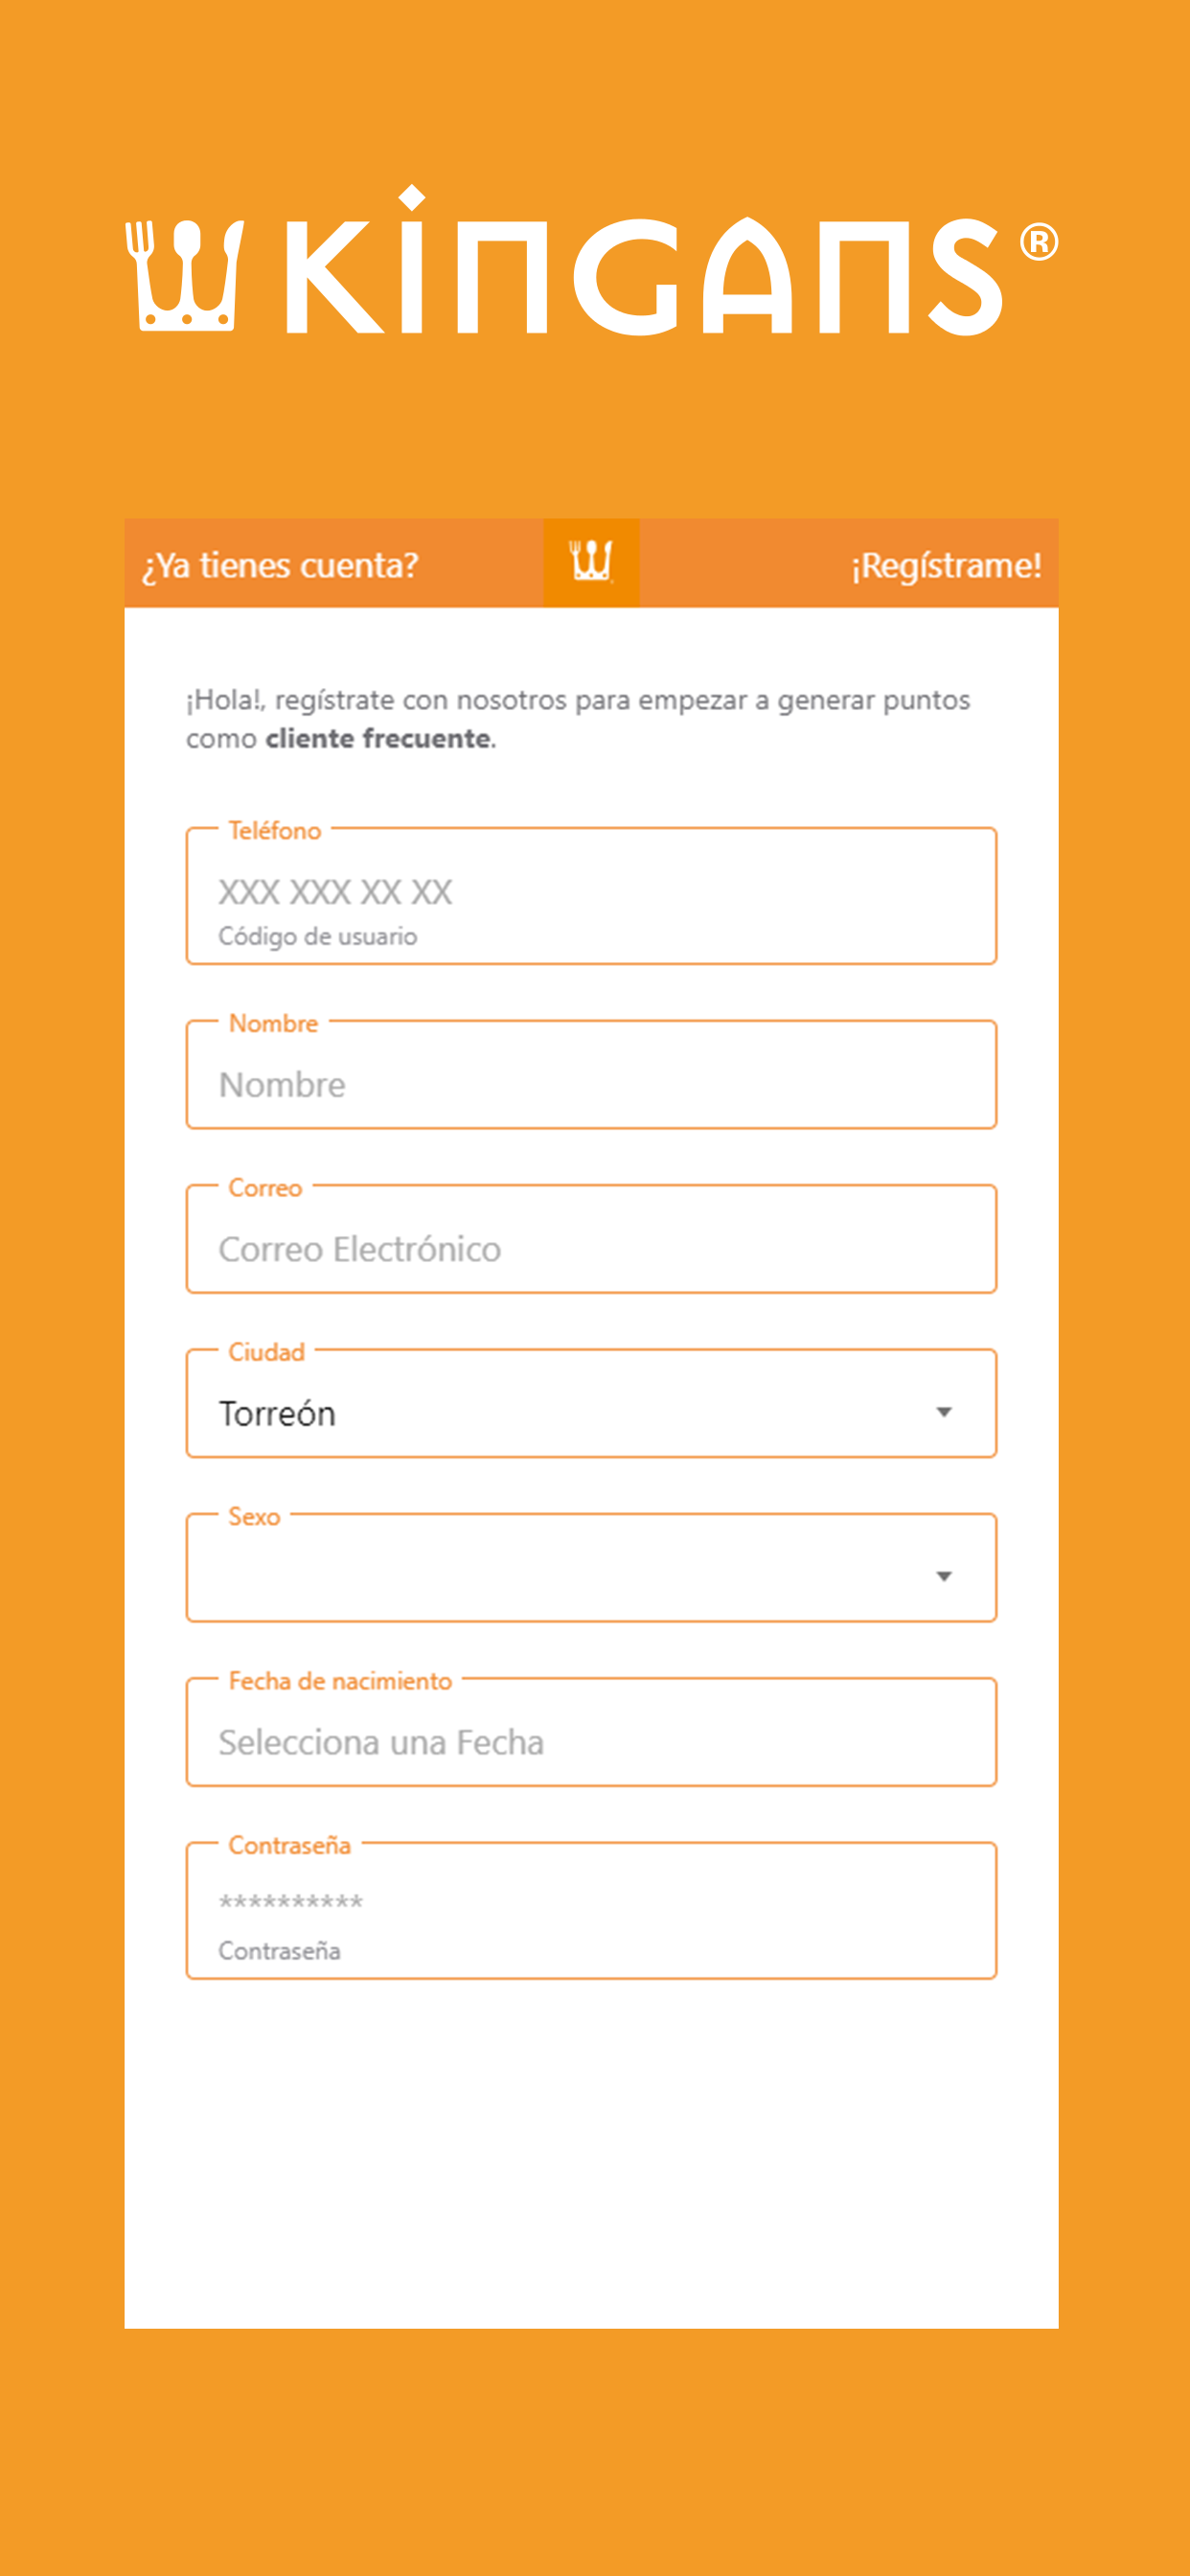 KINGANS®
¿Ya tienes cuenta?
¡Regístrame!
¡Hola!, regístrate con nosotros para empezar a generar puntos
como cliente frecuente.
Teléfono
XXX XXX XX XX
Código de usuario
Nombre
Nombre
Correo
Correo Electrónico
Ciudad
Torreón
Sexo
Fecha de nacimiento
Selecciona una Fecha
Contraseña
**********
Contraseña